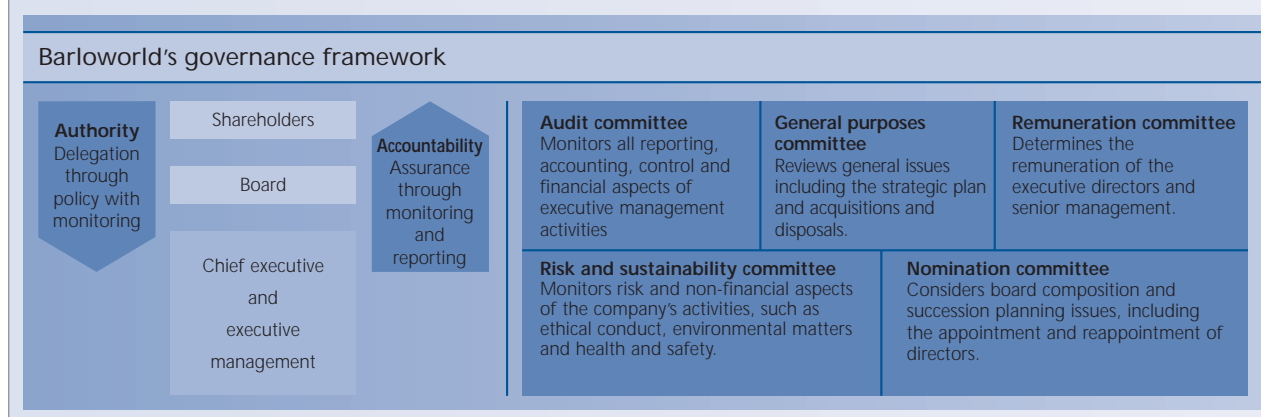 Barloworld's governance framework
Authority
Delegation
through
policy with
monitoring
Shareholders
Board
Chief executive
and
executive
management
Accountability
Assurance
through
monitoring
and
reporting
Audit committee
Monitors all reporting,
accounting, control and
financial aspects of
executive management
activities
General purposes
committee
Reviews general issues
including the strategic plan
and acquisitions and
disposals.
Remuneration committee
Determines the
remuneration of the
executive directors and
senior management.
Risk and sustainability committee
Monitors risk and non-financial aspects
of the company's activities, such as
ethical conduct, environmental matters
and health and safety.
Nomination committee
Considers board composition and
succession planning issues, including
the appointment and reappointment of
directors.